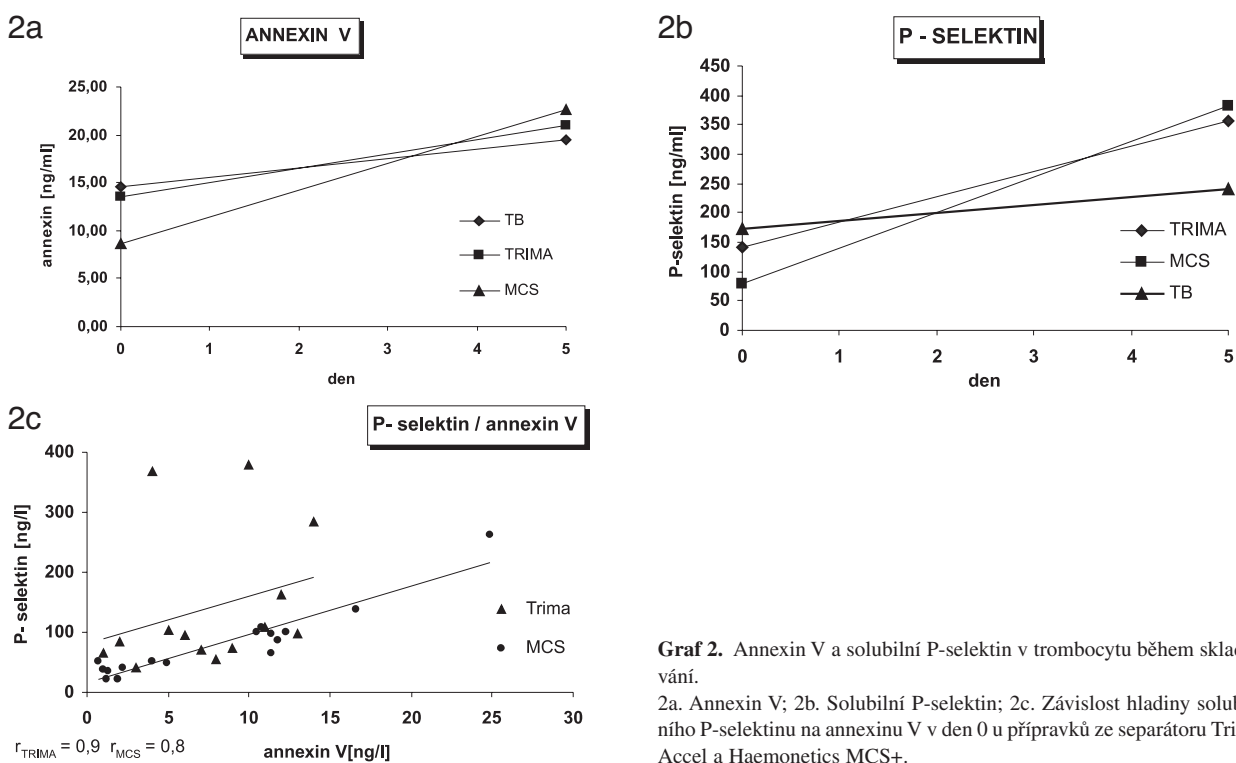 2a
ANNEXIN V
25,00
20,00
15,00
10,00
5,00
0,00
annexin [ng/ml]
0 1 2 3 4 5
den
TB
TRIMA
MCS
2b
P - SELEKTIN
450
400
350
300
250
200
150
100
50
0
P-selektin [ng/ml]
0 1 2 3 4 5
den
TRIMA
MCS
TB
2c
P- selektin / annexin V
400
300
200
100
0
P- selektin [ng/l]
0 5 10 15 20 25 30
annexin V[ng/l]
Trima
MCS
rTRIMA = 0,9 rMCS = 0,8
Graf 2. Annexin V a solubilní P-selektin v trombocytu během sklado
vání.
2a. Annexin V; 2b. Solubilní P-selektin; 2c. Závislost hladiny solubil
ního P-selektinu na annexinu V v den 0 u přípravků ze separátoru Tri
Accel a Haemonetics MCS+.